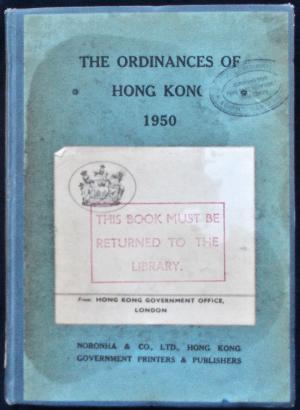 THE ORDINANCES OF
HONG KONG
1950
THIS BOOK MUST BE
RETURNED TO THE
LIBRARY.
From: HONG KONG GOVERNMENT OFFICE,
LONDON
NORONHA & CO., LTD., HONG KONG
GOVERNMENT PRINTERS & PUBLISHERS